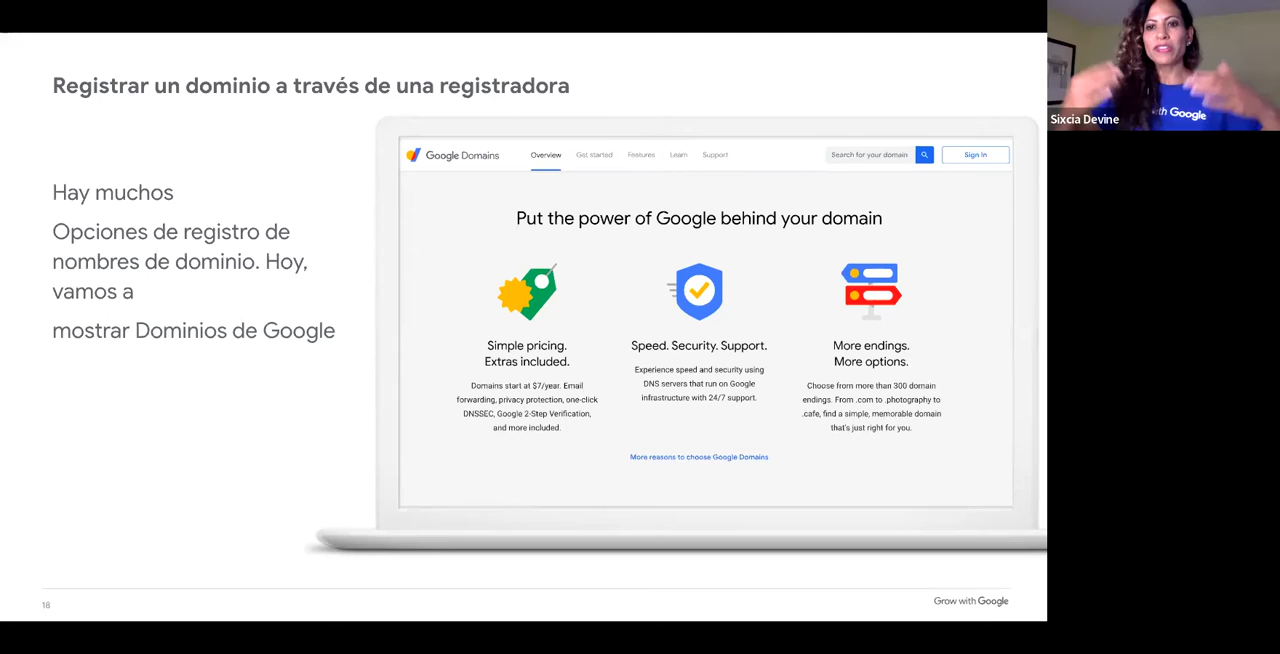 Registrar un dominio a través de una registradora
Hay muchos
Opciones de registro de
nombres de dominio. Hoy,
vamos a
mostrar Dominios de Google
Google Domains
Overview
Get started
Features
Learn
Support
Search for your domain
Sign In
Put the power of Google behind your domain
Simple pricing.
Extras included.
Domains start at $7/year. Email
forwarding, privacy protection, one-click
DNSSEC, Google 2-Step Verification,
and more included.
Speed. Security. Support.
Experience speed and security using
DNS servers that run on Google
infrastructure with 24/7 support.
More endings.
More options.
Choose from more than 300 domain
endings. From .com to .photography to
.cafe, find a simple, memorable domain
that's just right for you.
More reasons to choose Google Domains
18
Grow with Google
with Google
Sixcia Devine